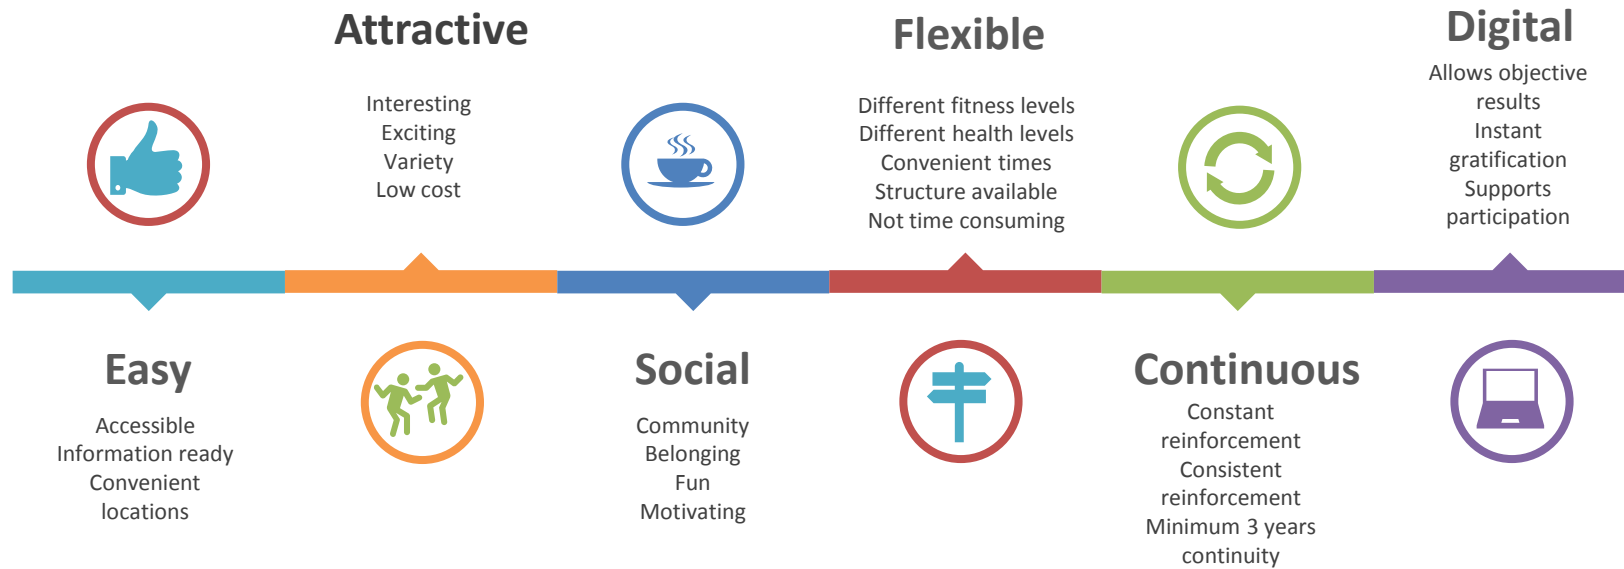 Easy
Accessible
Information ready
Convenient
locations
Attractive
Interesting
Exciting
Variety
Low cost
Social
Community
Belonging
Fun
Motivating
Flexible
Different fitness levels
Different health levels
Convenient times
Structure available
Not time consuming
Continuous
Constant
reinforcement
Consistent
reinforcement
Minimum 3 years
continuity
Digital
Allows objective
results
Instant
gratification
Supports
participation